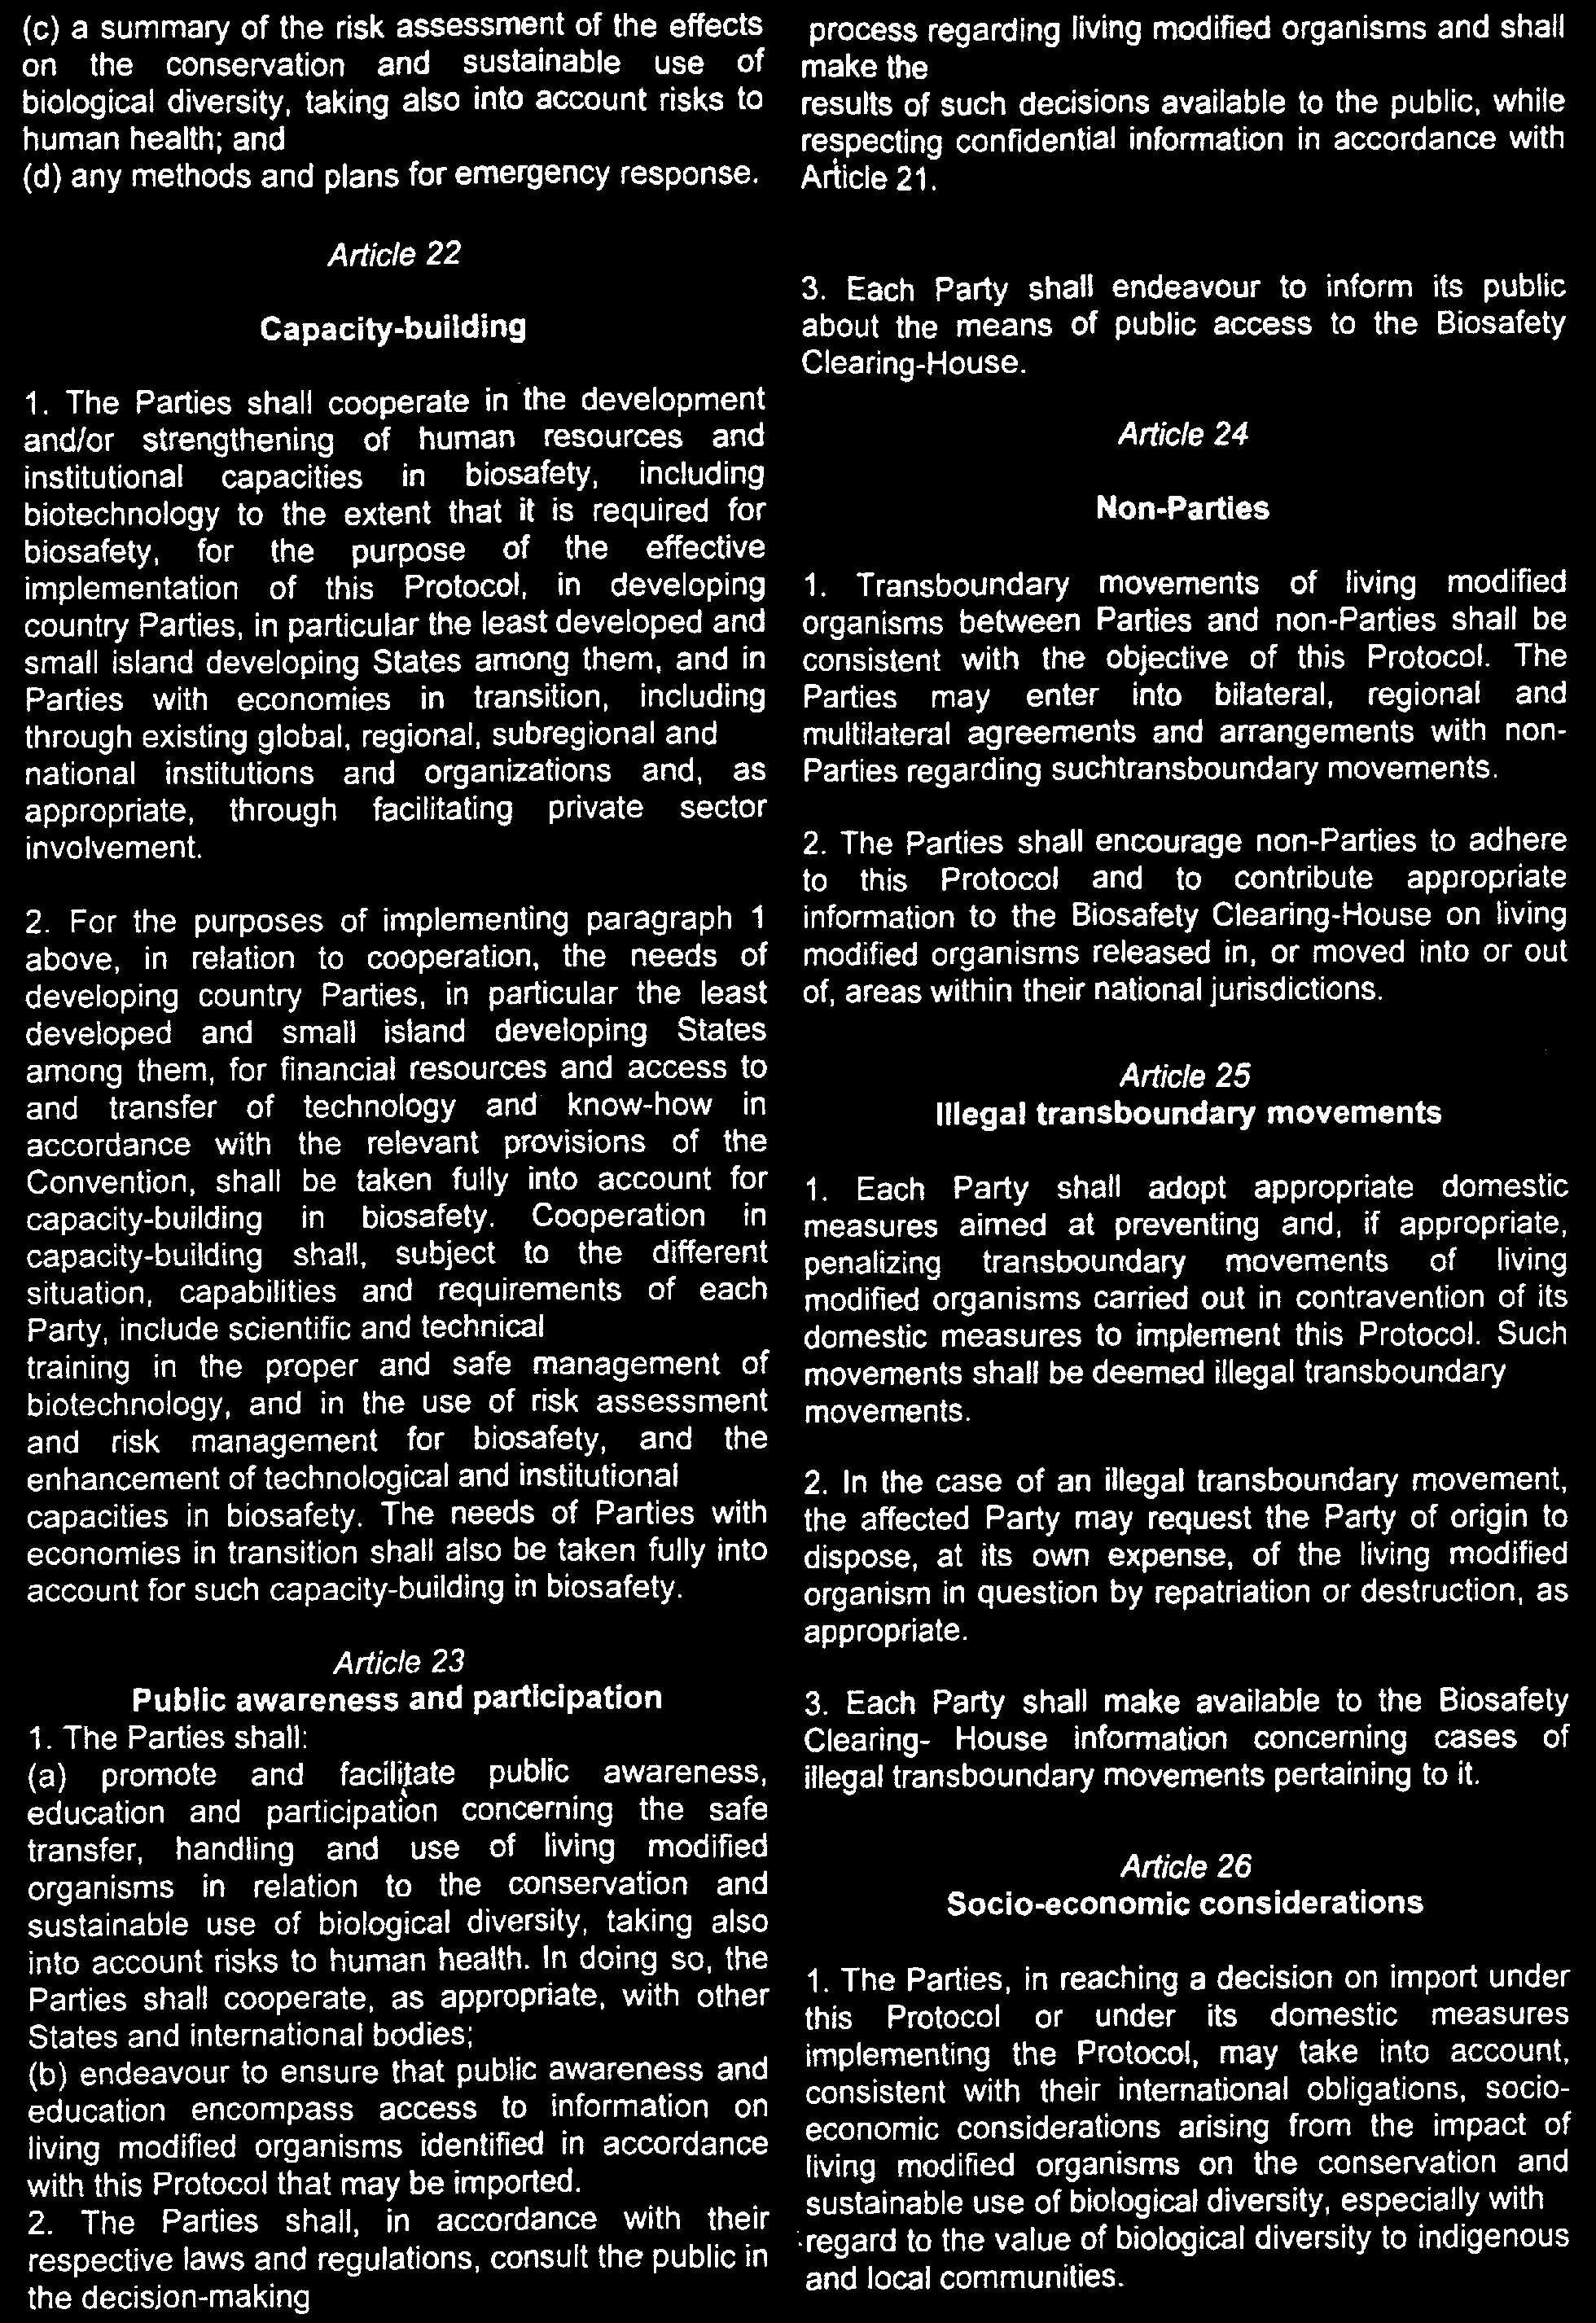 (c) a summary of the risk assessment of the effects
on the conservation and sustainable use of
biological diversity, taking also into account risks to
human health; and
(d) any methods and plans for emergency response.
Article 22
Capacity-building
1. The Parties shall cooperate in the development
and/or strengthening of human resources and
institutional capacities in biosafety, including
biotechnology to the extent that it is required for
biosafety, for the purpose of the effective
implementation of this Protocol, in developing
country Parties, in particular the least developed and
small island developing States among them, and in
Parties with economies in transition, including
through existing global, regional, subregional and
national institutions and organizations and, as
appropriate, through facilitating private sector
involvement.
2. For the purposes of implementing paragraph 1
above, in relation to cooperation, the needs of
developing country Parties, in particular the least
developed and small island developing States
among them, for financial resources and access to
and transfer of technology and know-how in
accordance with the relevant provisions of the
Convention, shall be taken fully into account for
capacity-building in biosafety. Cooperation in
capacity-building shall, subject to the different
situation, capabilities and requirements of each
Party, include scientific and technical
training in the proper and safe management of
biotechnology, and in the use of risk assessment
and risk management for biosafety, and the
enhancement of technological and institutional
capacities in biosafety. The needs of Parties with
economies in transition shall also be taken fully into
account for such capacity-building in biosafety.
Article 23
Public awareness and participation
1. The Parties shall:
(a) promote and facilitate public awareness,
education and participation concerning the safe
transfer, handling and use of living modified
organisms in relation to the conservation and
sustainable use of biological diversity, taking also
into account risks to human health. In doing so, the
Parties shall cooperate, as appropriate, with other
States and international bodies;
(b) endeavour to ensure that public awareness and
education encompass access to information on
living modified organisms identified in accordance
with this Protocol that may be imported.
2. The Parties shall, in accordance with their
respective laws and regulations, consult the public in
the decision-making
process regarding living modified organisms and shall
make the
results of such decisions available to the public, while
respecting confidential information in accordance with
Article 21.
3. Each Party shall endeavour to inform its public
about the means of public access to the Biosafety
Clearing-House.
Article 24
Non-Parties
1. Transboundary movements of living modified
organisms between Parties and non-Parties shall be
consistent with the objective of this Protocol. The
Parties may enter into bilateral, regional and
multilateral agreements and arrangements with non-
Parties regarding suchtransboundary movements.
2. The Parties shall encourage non-Parties to adhere
to this Protocol and to contribute appropriate
information to the Biosafety Clearing-House on living
modified organisms released in, or moved into or out
of, areas within their national jurisdictions.
Article 25
Illegal transboundary movements
1. Each Party shall adopt appropriate domestic
measures aimed at preventing and, if appropriate,
penalizing transboundary movements of living
modified organisms carried out in contravention of its
domestic measures to implement this Protocol. Such
movements shall be deemed illegal transboundary
movements.
2. In the case of an illegal transboundary movement,
the affected Party may request the Party of origin to
dispose, at its own expense, of the living modified
organism in question by repatriation or destruction, as
appropriate.
3. Each Party shall make available to the Biosafety
Clearing- House information concerning cases of
illegal transboundary movements pertaining to it.
Article 26
Socio-economic considerations
1. The Parties, in reaching a decision on import under
this Protocol or under its domestic measures
implementing the Protocol, may take into account,
consistent with their international obligations, socio-
economic considerations arising from the impact of
living modified organisms on the conservation and
sustainable use of biological diversity, especially with
regard to the value of biological diversity to indigenous
and local communities.